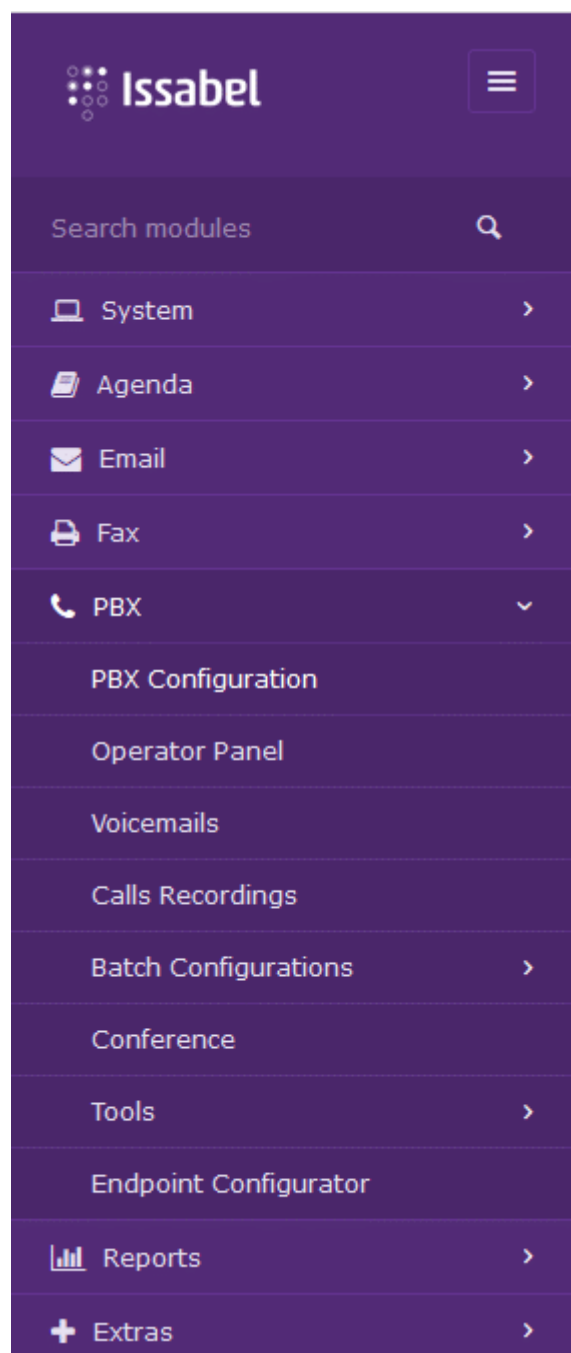 Issabel
Search modules
System
Agenda
Email
Fax
PBX
PBX Configuration
Operator Panel
Voicemails
Calls Recordings
Batch Configurations
Conference
Tools
Endpoint Configurator
Reports
Extras